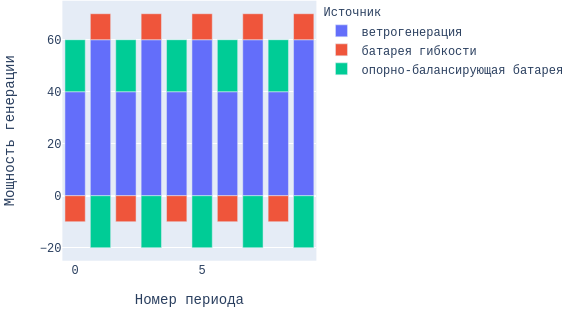 Источник
ветрогенерация
батарея гибкости
опорно-балансирующая батарея
Мощность генерации
60
40
20
0
−20
0
5
Номер периода